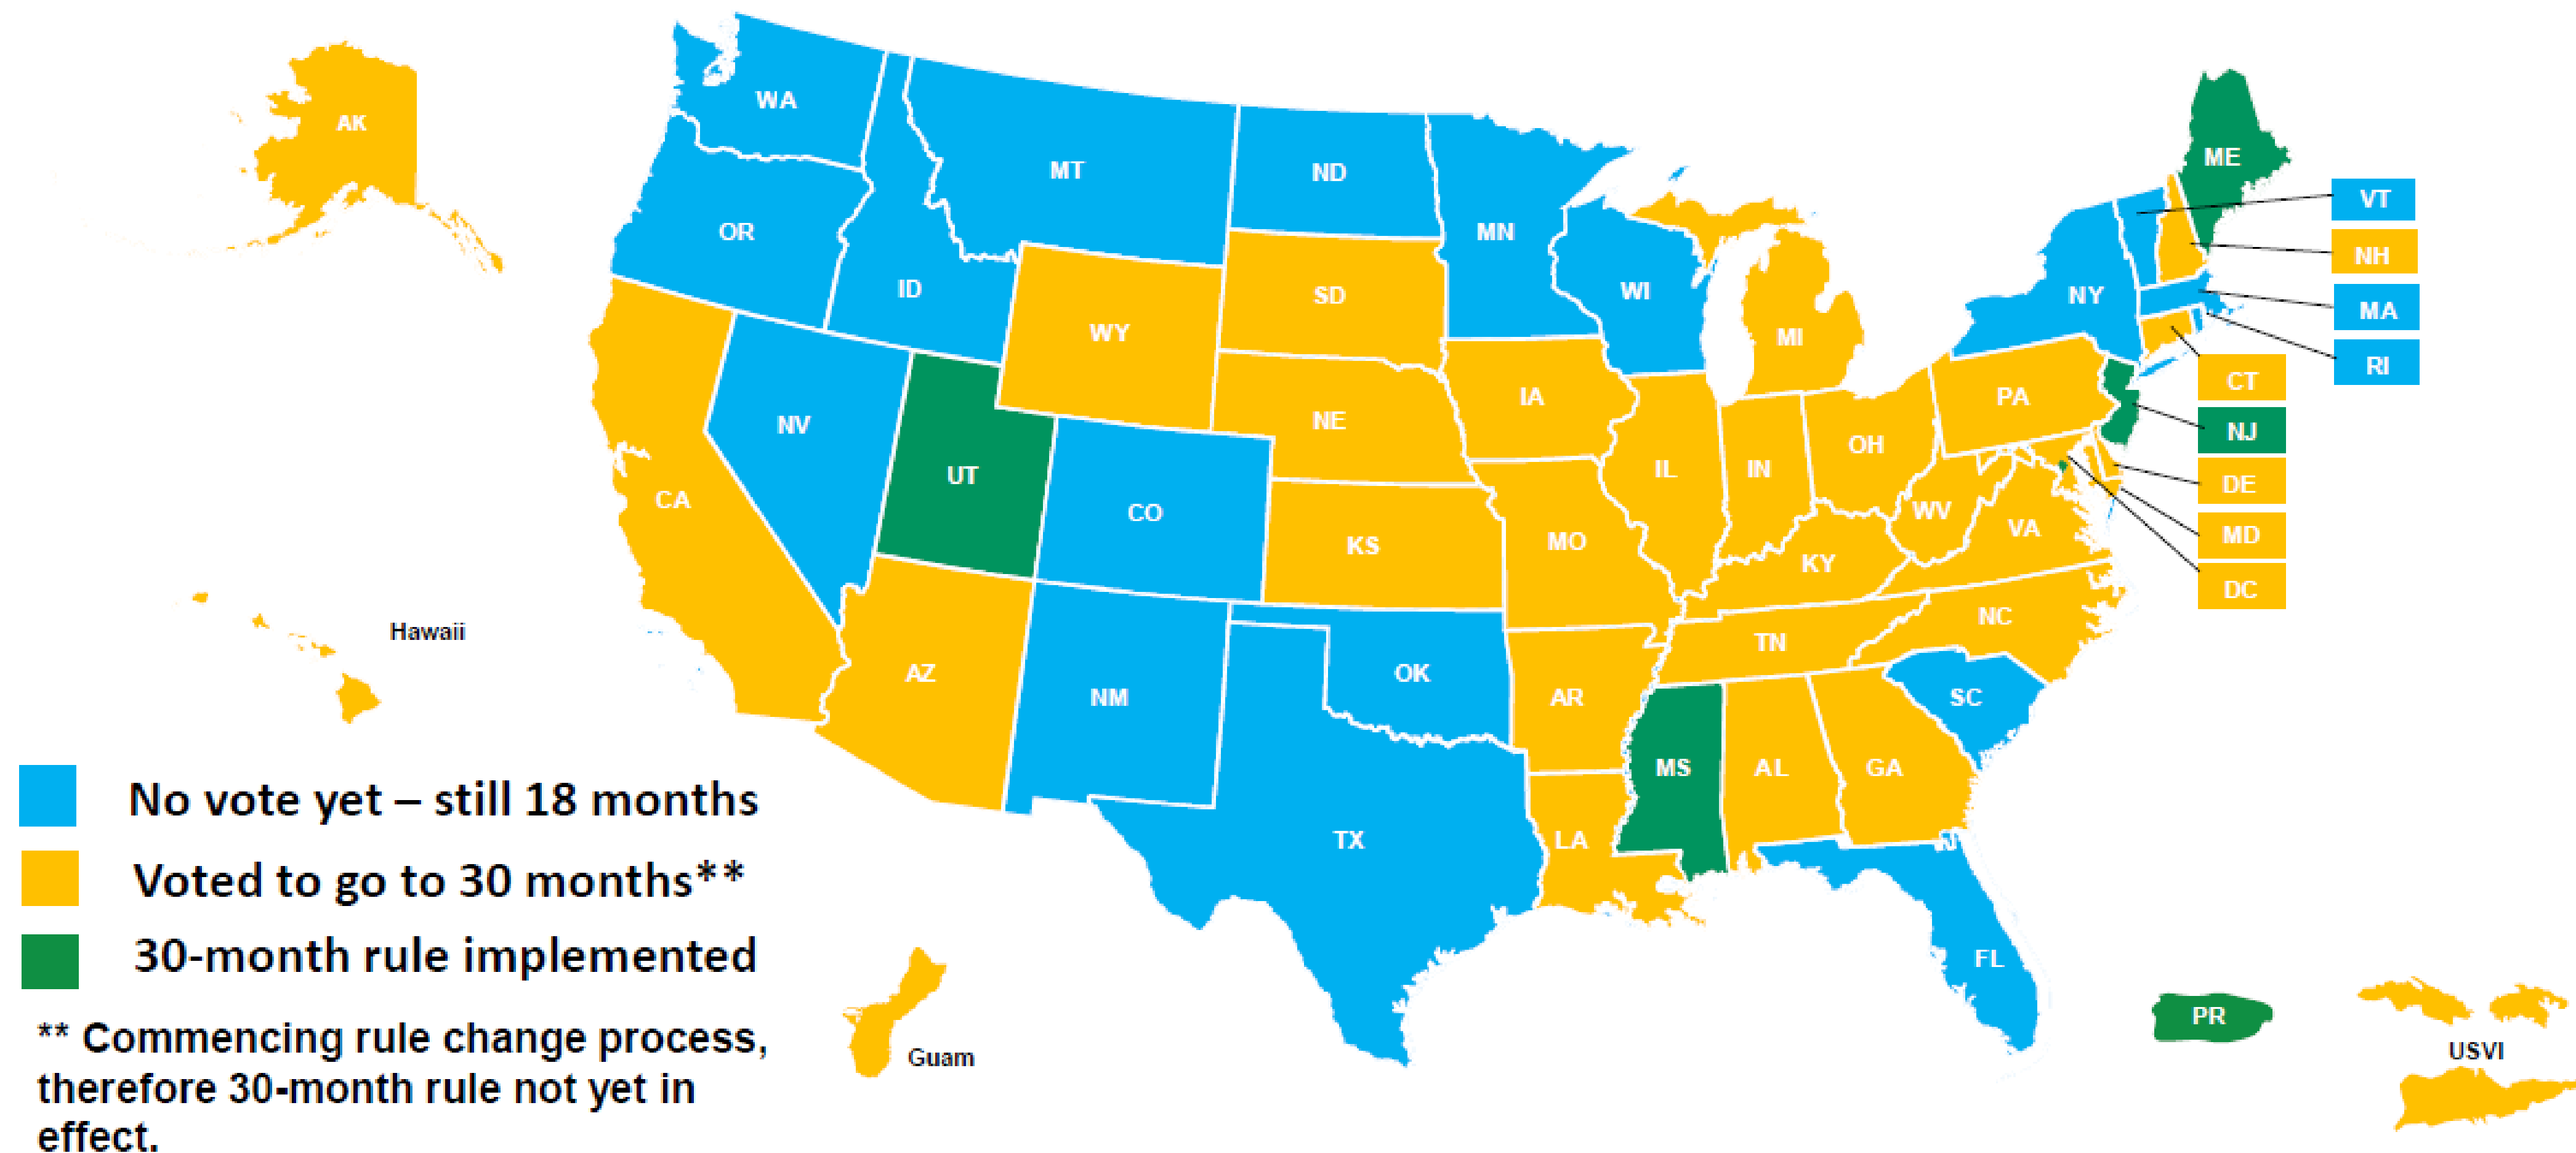 AK
WA
MT
ND
MN
OR
ID
WI
SD
WY
MI
NY
ME
VT
NH
MA
RI
CT
NJ
DE
MD
DC
NV
UT
CO
NE
IA
IL
IN
OH
PA
CA
KS
MO
KY
WV
VA
Hawaii
AZ
NM
OK
AR
TN
NC
SC
TX
LA
MS
AL
GA
FL
No vote yet – still 18 months
Voted to go to 30 months**
30-month rule implemented
** Commencing rule change process,
therefore 30-month rule not yet in
effect.
Guam
PR
USVI